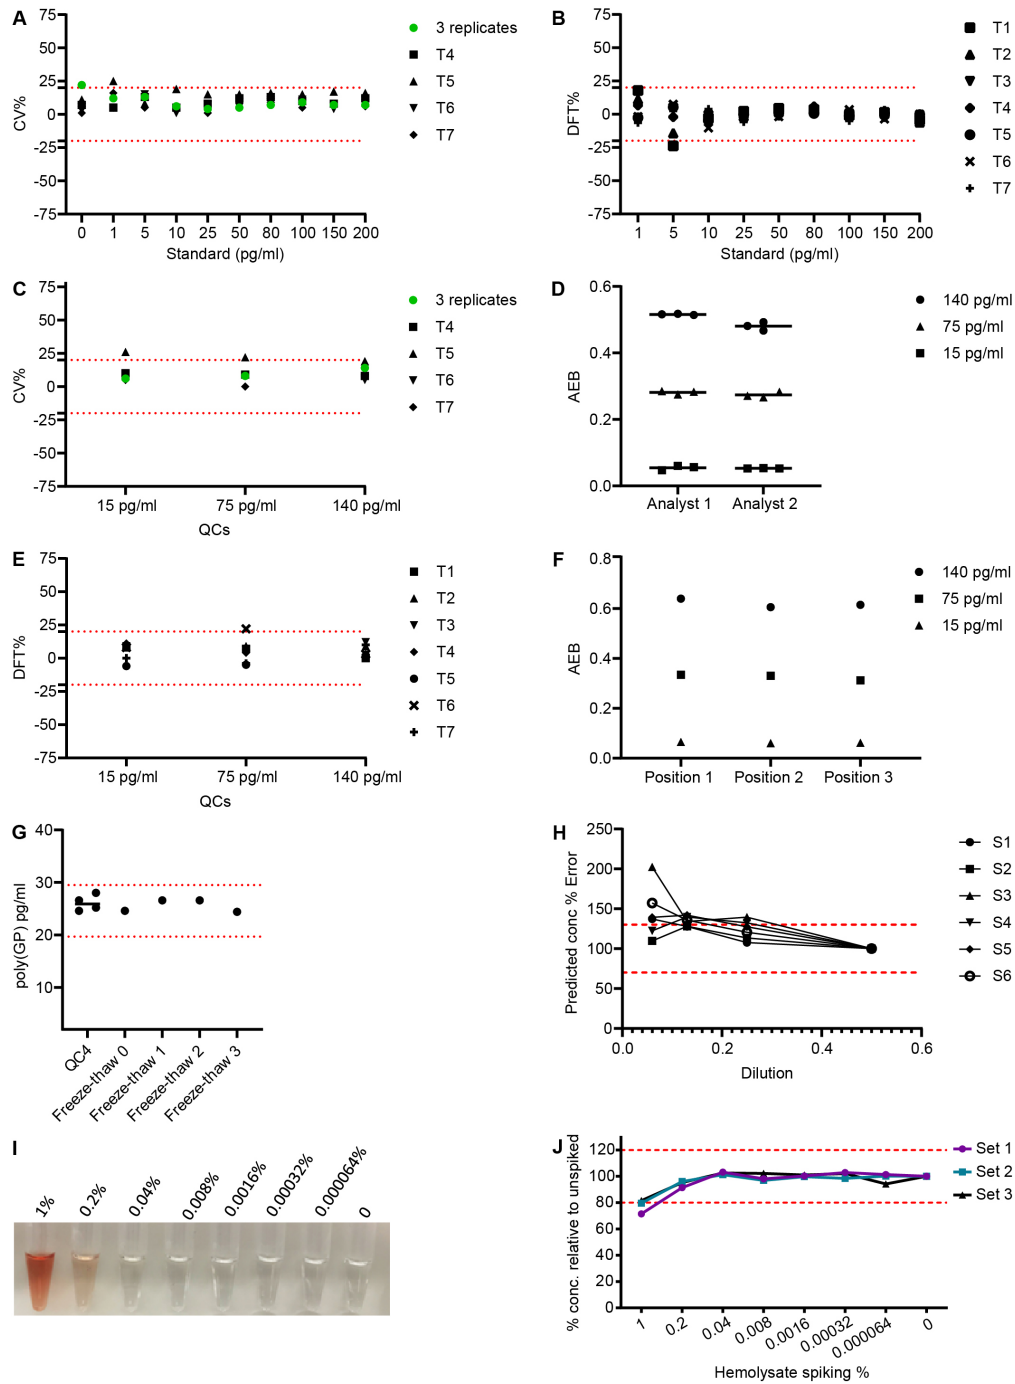 A
75
50
25
0
-25
-50
-75
CV%
0 1 5 10 25 50 80 100 150 200
Standard (pg/ml)
3 replicates
T4
T5
T6
T7
B
75
50
25
0
-25
-50
-75
DFT%
1 5 10 25 50 80 100 150 200
Standard (pg/ml)
T1
T2
T3
T4
T5
T6
T7
C
75
50
25
0
-25
-50
-75
CV%
15 pg/ml 75 pg/ml 140 pg/ml
QCs
3 replicates
T4
T5
T6
T7
D
0.6
0.4
0.2
0.0
AEB
Analyst 1 Analyst 2
140 pg/ml
75 pg/ml
15 pg/ml
E
75
50
25
0
-25
-50
-75
DFT%
15 pg/ml 75 pg/ml 140 pg/ml
QCs
T1
T2
T3
T4
T5
T6
T7
F
0.8
0.6
0.4
0.2
0.0
AEB
Position 1 Position 2 Position 3
140 pg/ml
75 pg/ml
15 pg/ml
G
40
30
20
10
poly(GP) pg/ml
QC4
Freeze-thaw 0
Freeze-thaw 1
Freeze-thaw 2
Freeze-thaw 3
H
250
200
150
100
50
0
Predicted conc % Error
0.0 0.2 0.4 0.6
Dilution
S1
S2
S3
S4
S5
S6
I
1%
0.2%
0.04%
0.008%
0.0016%
0.00032%
0.000064%
0
J
120
100
80
60
40
20
0
% conc. relative to unspiked
1
0.2
0.04
0.008
0.0016
0.00032
0.000064
0
Hemolysate spiking %
Set 1
Set 2
Set 3